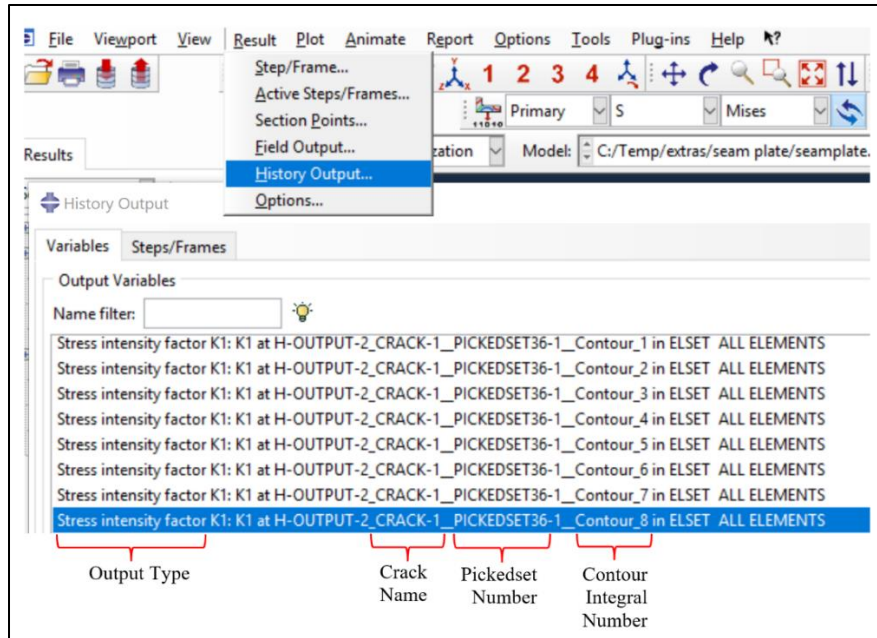 File Viewport View Result Plot Animate Report Options Tools Plug-ins Help
Step/Frame...
1 2 3 4
Active Steps/Frames...
Section Points...
Primary S Mises
Field Output...
Results
zation Model: C:/Temp/extras/seam plate/seamplate.
History Output...
Options...
History Output
Variables Steps/Frames
Output Variables
Name filter:
Stress intensity factor K1: K1 at H-OUTPUT-2_CRACK-1__PICKEDSET36-1__Contour_1 in ELSET ALL ELEMENTS
Stress intensity factor K1: K1 at H-OUTPUT-2_CRACK-1__PICKEDSET36-1__Contour_2 in ELSET ALL ELEMENTS
Stress intensity factor K1: K1 at H-OUTPUT-2_CRACK-1__PICKEDSET36-1__Contour_3 in ELSET ALL ELEMENTS
Stress intensity factor K1: K1 at H-OUTPUT-2_CRACK-1__PICKEDSET36-1__Contour_4 in ELSET ALL ELEMENTS
Stress intensity factor K1: K1 at H-OUTPUT-2_CRACK-1__PICKEDSET36-1__Contour_5 in ELSET ALL ELEMENTS
Stress intensity factor K1: K1 at H-OUTPUT-2_CRACK-1__PICKEDSET36-1__Contour_6 in ELSET ALL ELEMENTS
Stress intensity factor K1: K1 at H-OUTPUT-2_CRACK-1__PICKEDSET36-1__Contour_7 in ELSET ALL ELEMENTS
Stress intensity factor K1: K1 at H-OUTPUT-2_CRACK-1__PICKEDSET36-1__Contour_8 in ELSET ALL ELEMENTS
Output Type
Crack
Name
Pickedset
Number
Contour
Integral
Number